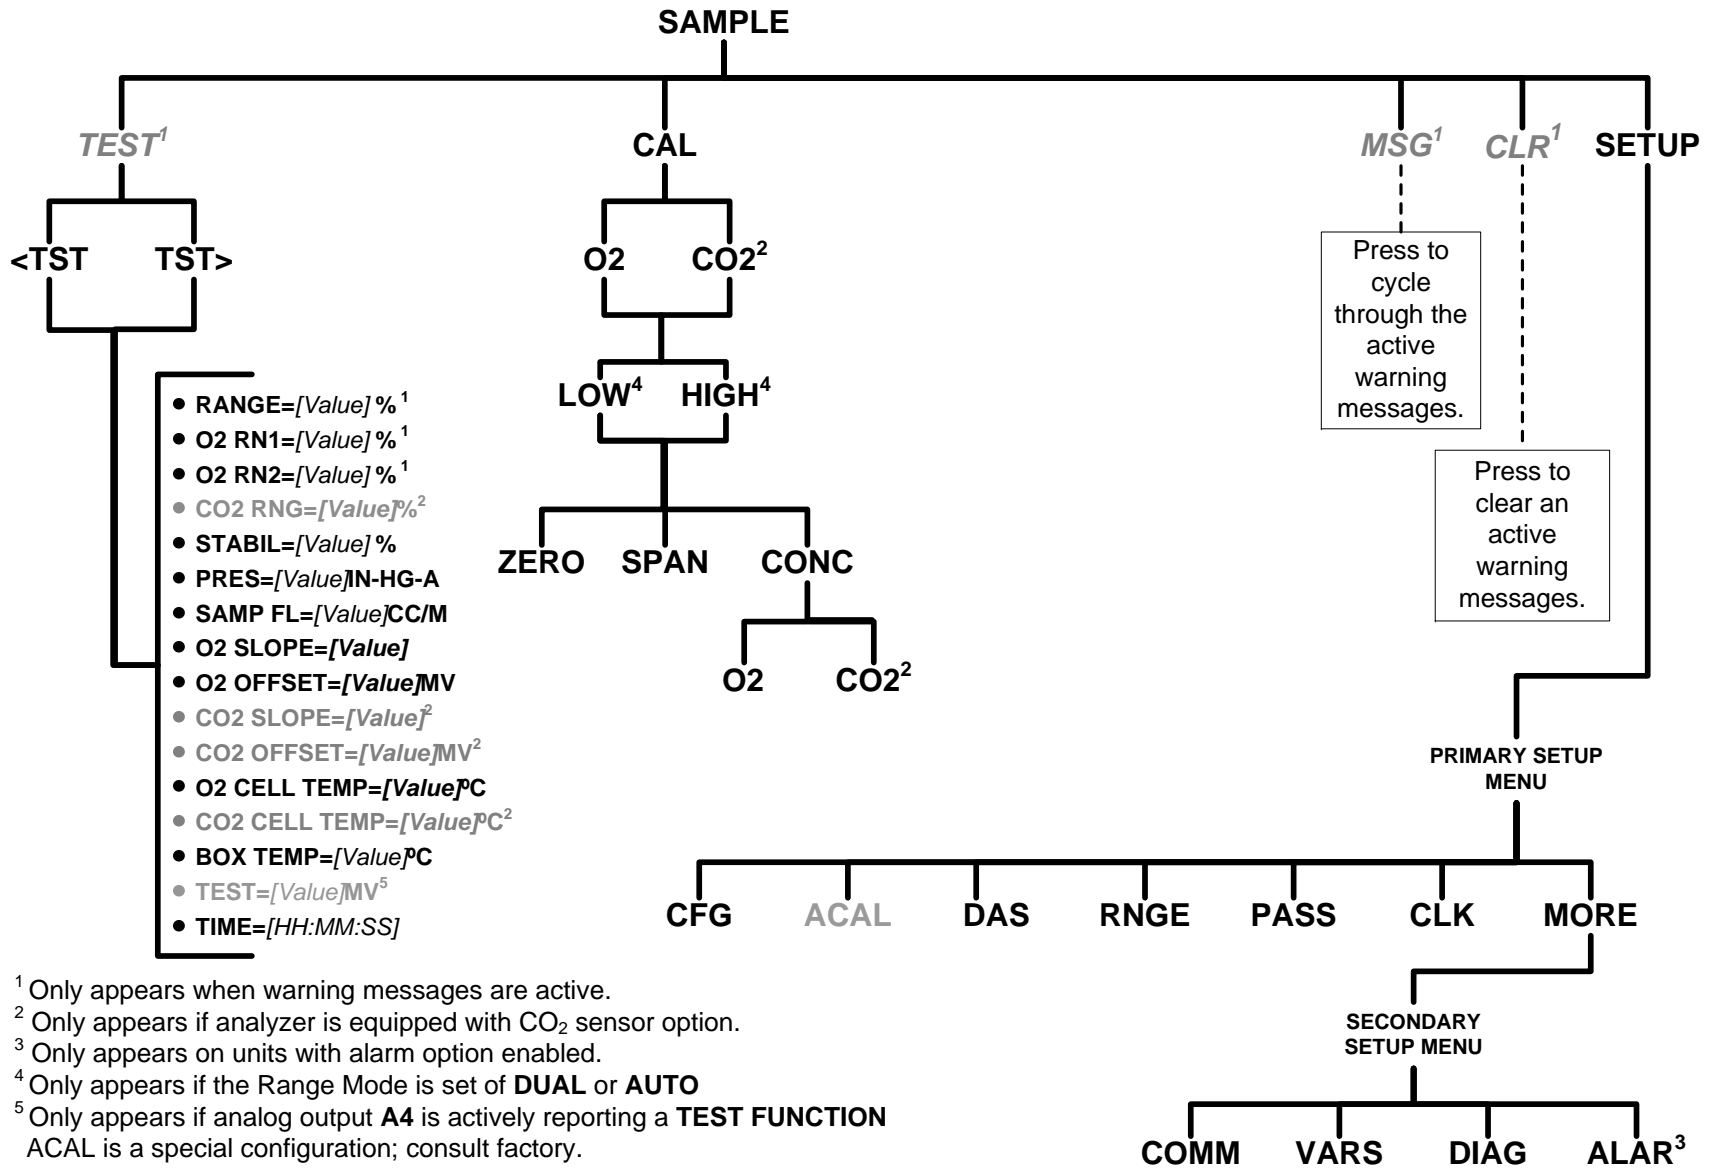 SAMPLE
TEST¹ CAL MSG¹ CLR¹ SETUP
<TST TST> O2 CO2²
Press to
cycle
through the
active
warning
messages.
LOW⁴ HIGH⁴
• RANGE=[Value] % ¹
• O2 RN1=[Value] % ¹
• O2 RN2=[Value] % ¹
• CO2 RNG=[Value]%²
• STABIL=[Value] %
• PRES=[Value]IN-HG-A
• SAMP FL=[Value]CC/M
• O2 SLOPE=[Value]
• O2 OFFSET=[Value]MV
• CO2 SLOPE=[Value]²
• CO2 OFFSET=[Value]MV²
• O2 CELL TEMP=[Value]ºC
• CO2 CELL TEMP=[Value]ºC²
• BOX TEMP=[Value]ºC
• TEST=[Value]MV⁵
• TIME=[HH:MM:SS]
ZERO SPAN CONC
O2 CO2²
Press to
clear an
active
warning
messages.
PRIMARY SETUP
MENU
CFG ACAL DAS RNGE PASS CLK MORE
SECONDARY
SETUP MENU
COMM VARS DIAG ALAR³
¹ Only appears when warning messages are active.
² Only appears if analyzer is equipped with CO₂ sensor option.
³ Only appears on units with alarm option enabled.
⁴ Only appears if the Range Mode is set of DUAL or AUTO
⁵ Only appears if analog output A4 is actively reporting a TEST FUNCTION
ACAL is a special configuration; consult factory.